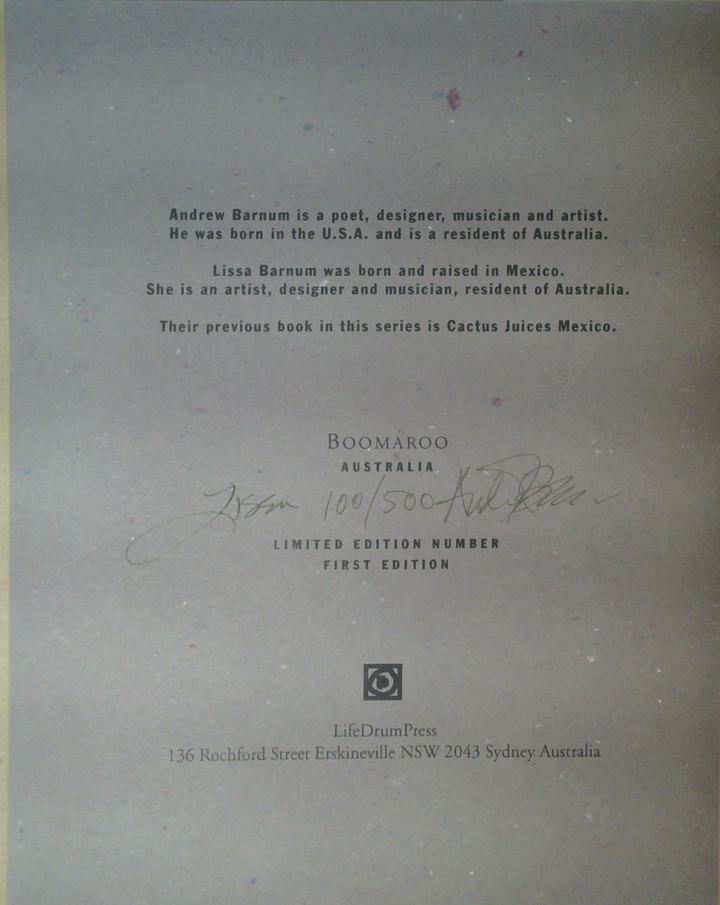 Andrew Barnum is a poet, designer, musician and artist.
He was born in the U.S.A. and is a resident of Australia.
Lissa Barnum was born and raised in Mexico.
She is an artist, designer and musician, resident of Australia.
Their previous book in this series is Cactus Juices Mexico.
BOOMAROO
AUSTRALIA
Lissa 100/500
LIMITED EDITION NUMBER
FIRST EDITION
LifeDrumPress
136 Rochford Street Erskineville NSW 2043 Sydney Australia